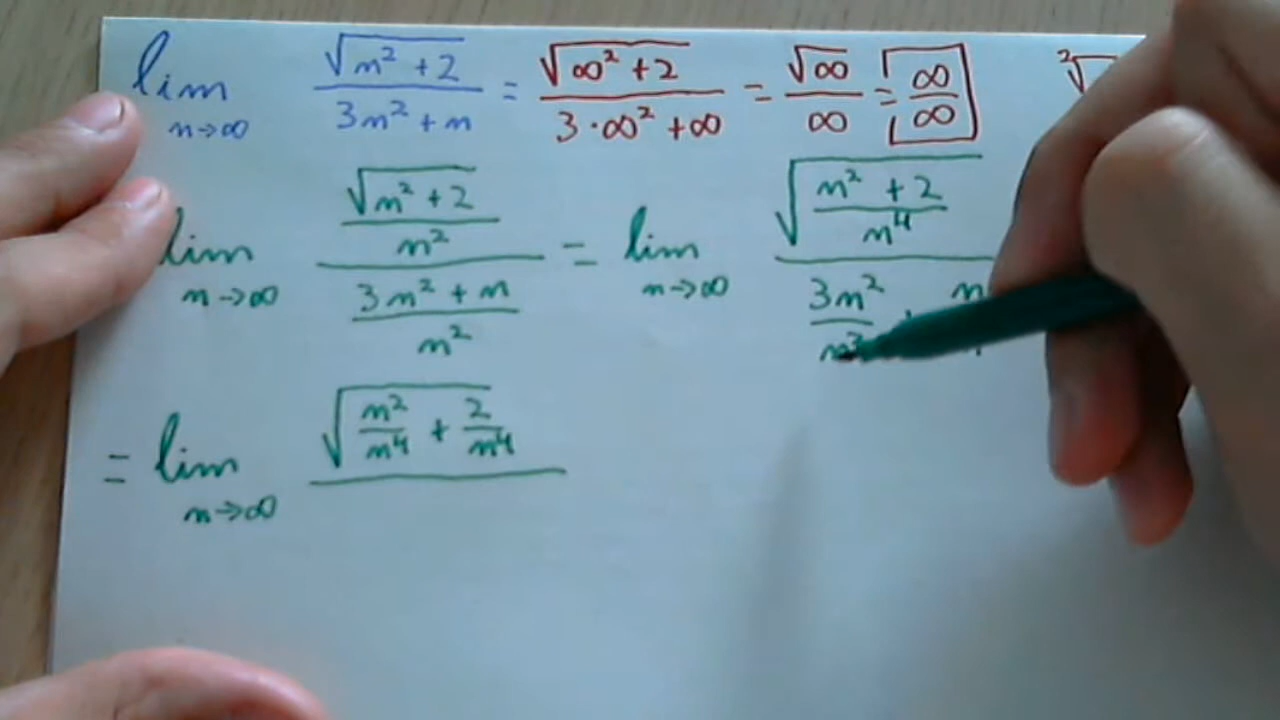 lim n→∞ √(n² + 2) / (3n² + n) = √(∞² + 2) / (3·∞² + ∞) = √∞ / ∞ = ∞ / ∞ ²√
lim n→∞ (√(n² + 2) / n²) / ((3n² + n) / n²) = lim n→∞ √((n² + 2) / n⁴) / (3n² / n² + n
= lim n→∞ √(n²/n⁴ + 2/n⁴)